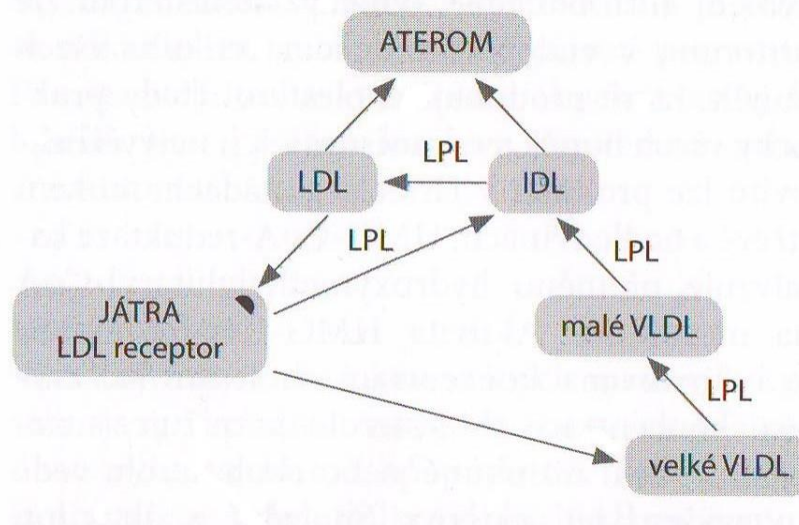 ATEROM
LPL
LDL
IDL
LPL
LPL
JÁTRA
LDL receptor
malé VLDL
LPL
velké VLDL